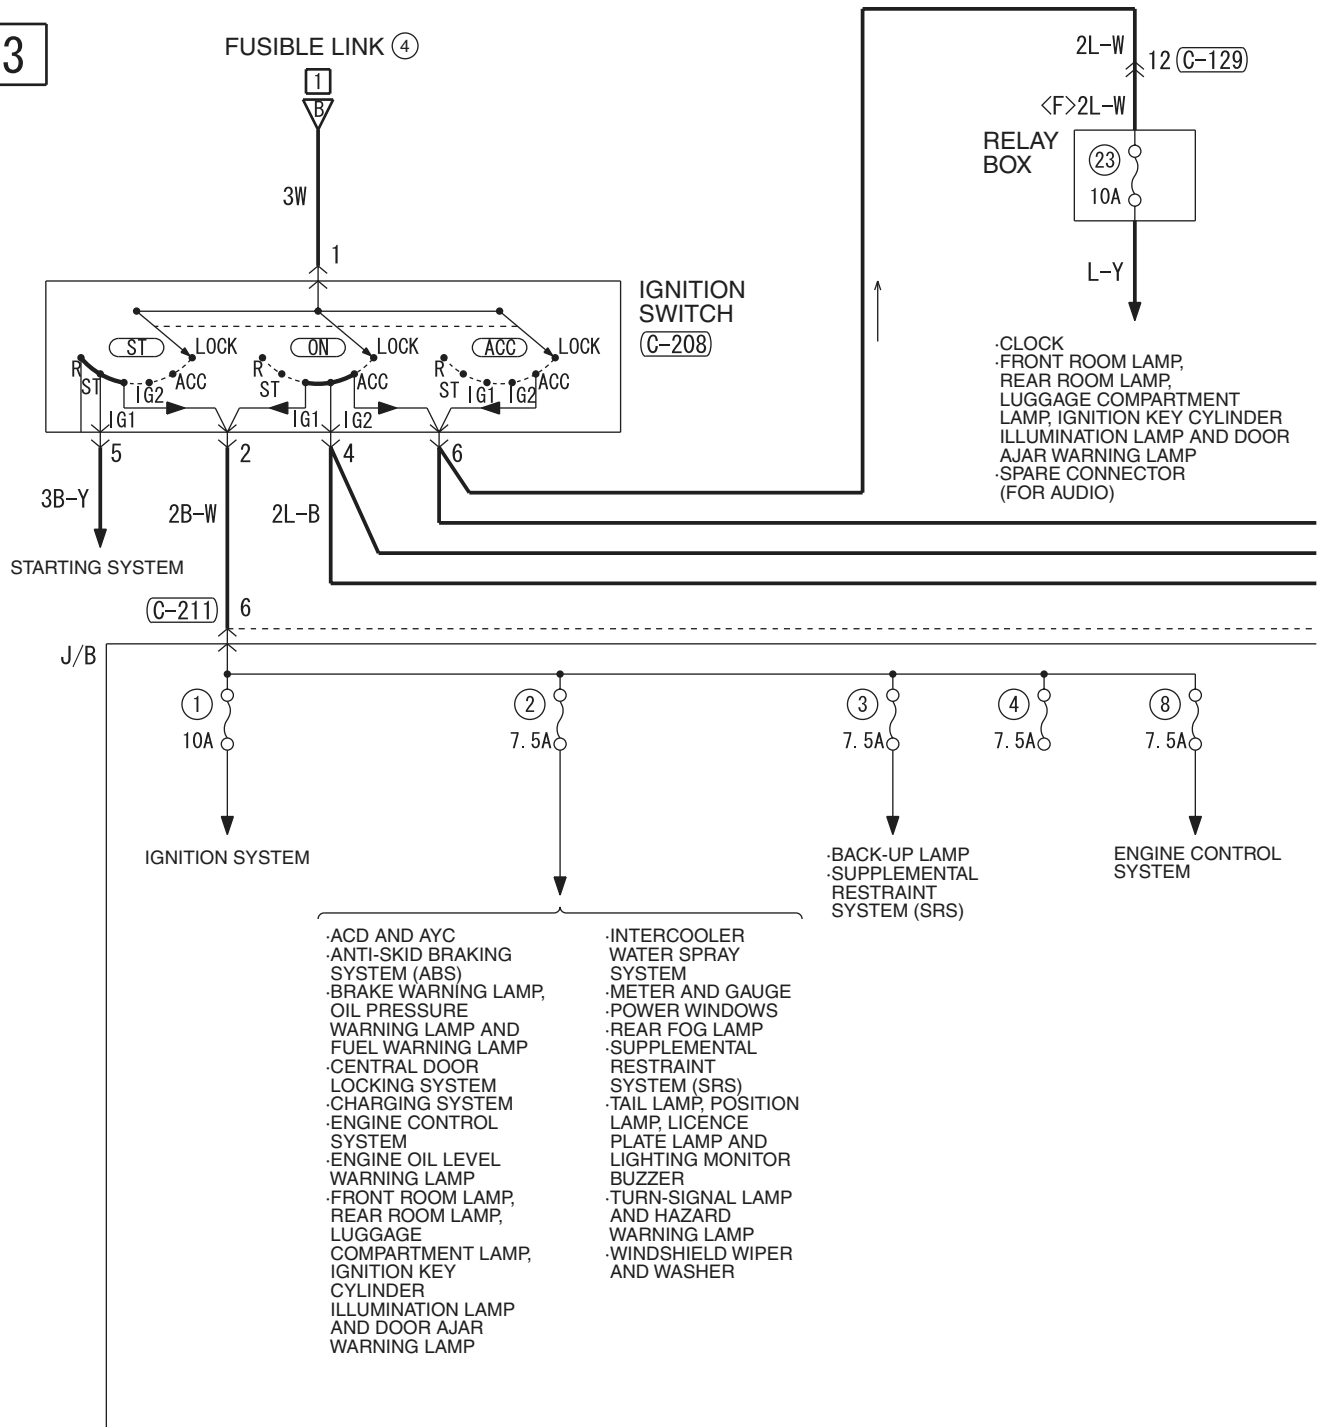 3
FUSIBLE LINK 4
1
B
3W
1
IGNITION
SWITCH
(C-208)
ST LOCK ON LOCK ACC LOCK
R ST IG1 IG2 ACC
R ST IG1 IG2 ACC
R ST IG1 IG2 ACC
5 2 4 6
3B-Y
2B-W
2L-B
STARTING SYSTEM
2L-W
12 (C-129)
<F>2L-W
RELAY
BOX
23
10A
L-Y
·CLOCK
·FRONT ROOM LAMP,
REAR ROOM LAMP,
LUGGAGE COMPARTMENT
LAMP, IGNITION KEY CYLINDER
ILLUMINATION LAMP AND DOOR
AJAR WARNING LAMP
·SPARE CONNECTOR
(FOR AUDIO)
(C-211) 6
J/B
1
10A
2
7.5A
3
7.5A
4
7.5A
8
7.5A
IGNITION SYSTEM
·BACK-UP LAMP
·SUPPLEMENTAL
RESTRAINT
SYSTEM (SRS)
ENGINE CONTROL
SYSTEM
·ACD AND AYC
·ANTI-SKID BRAKING
SYSTEM (ABS)
·BRAKE WARNING LAMP,
OIL PRESSURE
WARNING LAMP AND
FUEL WARNING LAMP
·CENTRAL DOOR
LOCKING SYSTEM
·CHARGING SYSTEM
·ENGINE CONTROL
SYSTEM
·ENGINE OIL LEVEL
WARNING LAMP
·FRONT ROOM LAMP,
REAR ROOM LAMP,
LUGGAGE
COMPARTMENT LAMP,
IGNITION KEY
CYLINDER
ILLUMINATION LAMP
AND DOOR AJAR
WARNING LAMP
·INTERCOOLER
WATER SPRAY
SYSTEM
·METER AND GAUGE
·POWER WINDOWS
·REAR FOG LAMP
·SUPPLEMENTAL
RESTRAINT
SYSTEM (SRS)
·TAIL LAMP, POSITION
LAMP, LICENCE
PLATE LAMP AND
LIGHTING MONITOR
BUZZER
·TURN-SIGNAL LAMP
AND HAZARD
WARNING LAMP
·WINDSHIELD WIPER
AND WASHER